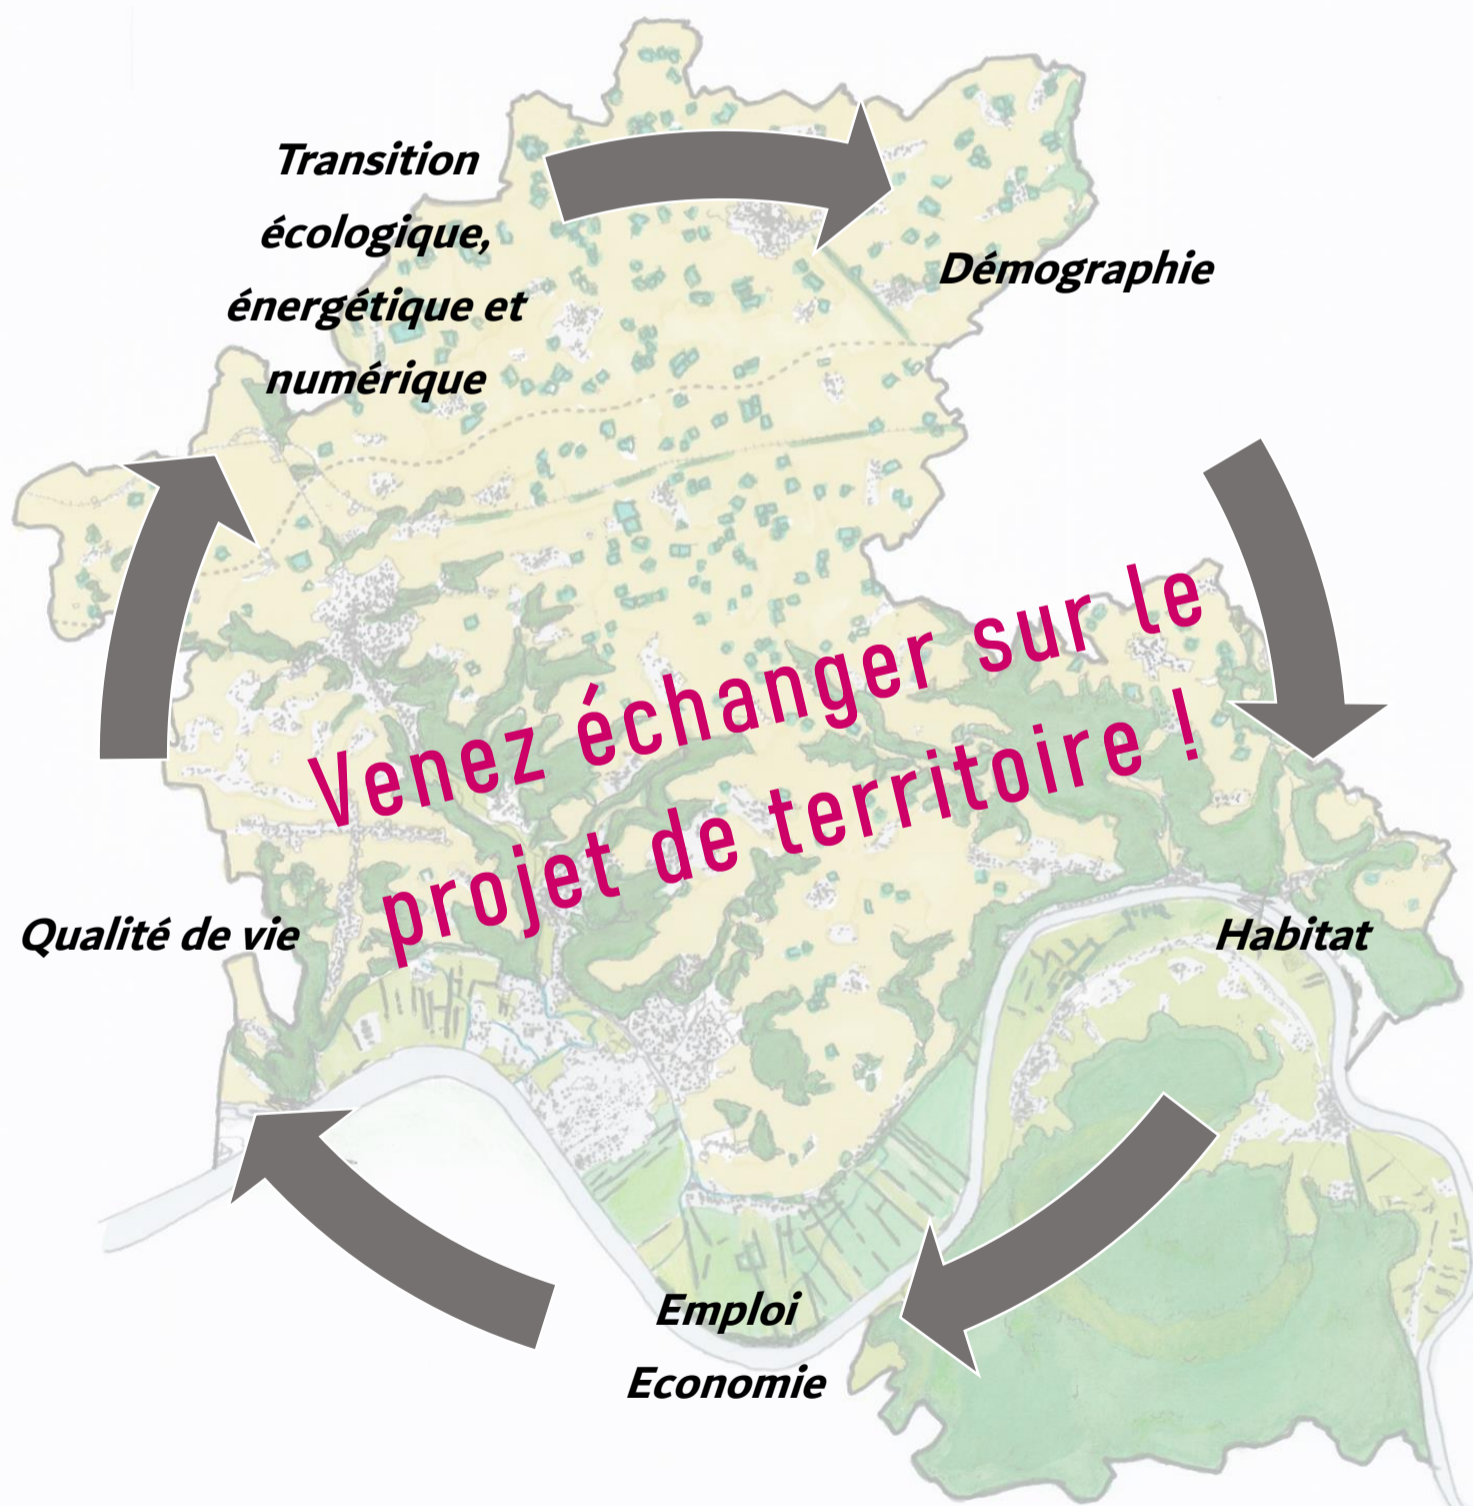 Transition
écologique,
énergétique et
numérique
Démographie
Venez échanger sur le
projet de territoire !
Qualité de vie
Habitat
Emploi
Economie